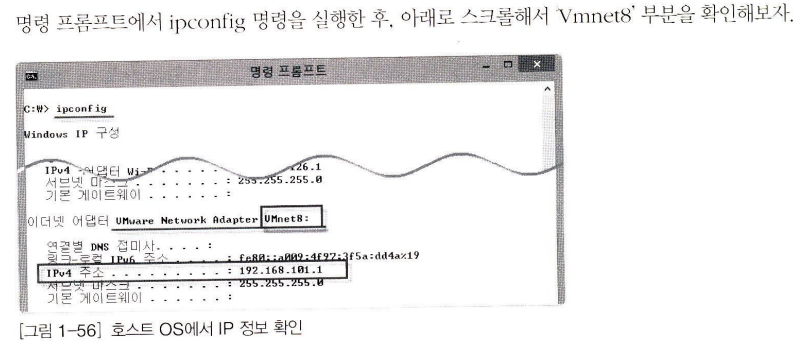 명령 프롬프트에서 ipconfig 명령을 실행한 후, 아래로 스크롤해서 'Vmnet8' 부분을 확인해보자.
명령 프롬프트
C:₩> ipconfig
Windows IP 구성
IPv4 어댑터 26.1
서브넷 마스크 . . . . . . . : 255.255.255.0
기본 게이트웨이 . . . . . . :
이더넷 어댑터 VMware Network Adapter VMnet8:
연결별 DNS 접미사. . . . :
링크-로컬 IPv6 주소 . . . . : fe80::a009:4f97:3f5a:dd4a%19
IPv4 주소 . . . . . . . . . : 192.168.101.1
서브넷 마스크 . . . . . . . : 255.255.255.0
기본 게이트웨이 . . . . . . :
[그림 1-56] 호스트 OS에서 IP 정보 확인